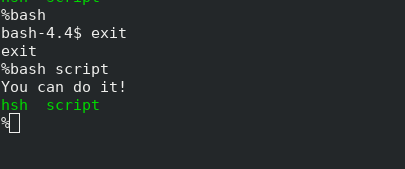 hsh  script
%bash
bash-4.4$ exit
exit
%bash script
You can do it!
hsh  script
%